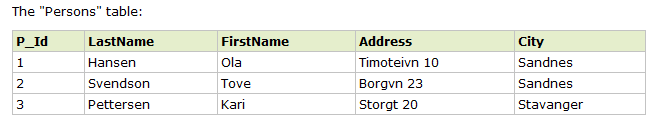 The "Persons" table:
P_Id LastName FirstName Address City
1 Hansen Ola Timoteivn 10 Sandnes
2 Svendson Tove Borgvn 23 Sandnes
3 Pettersen Kari Storgt 20 Stavanger